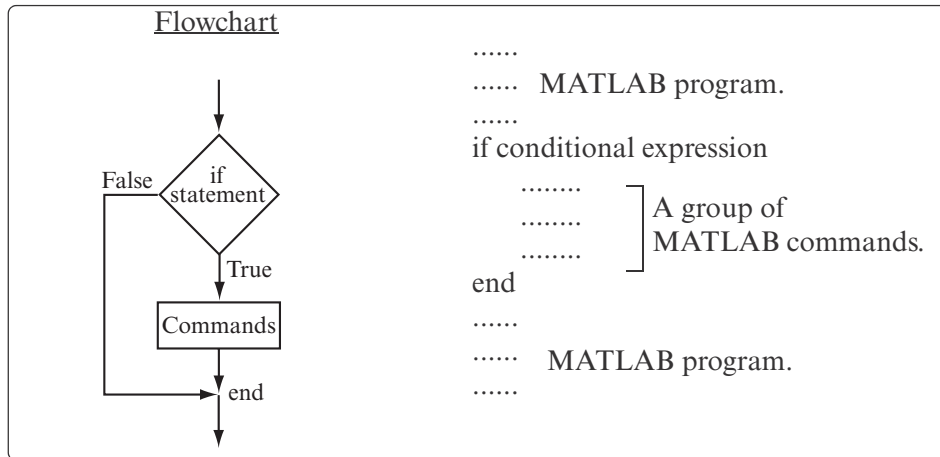 Flowchart
if
statement
False
True
Commands
end
......
...... MATLAB program.
......
if conditional expression
........
........
........
A group of
MATLAB commands.
end
......
...... MATLAB program.
......